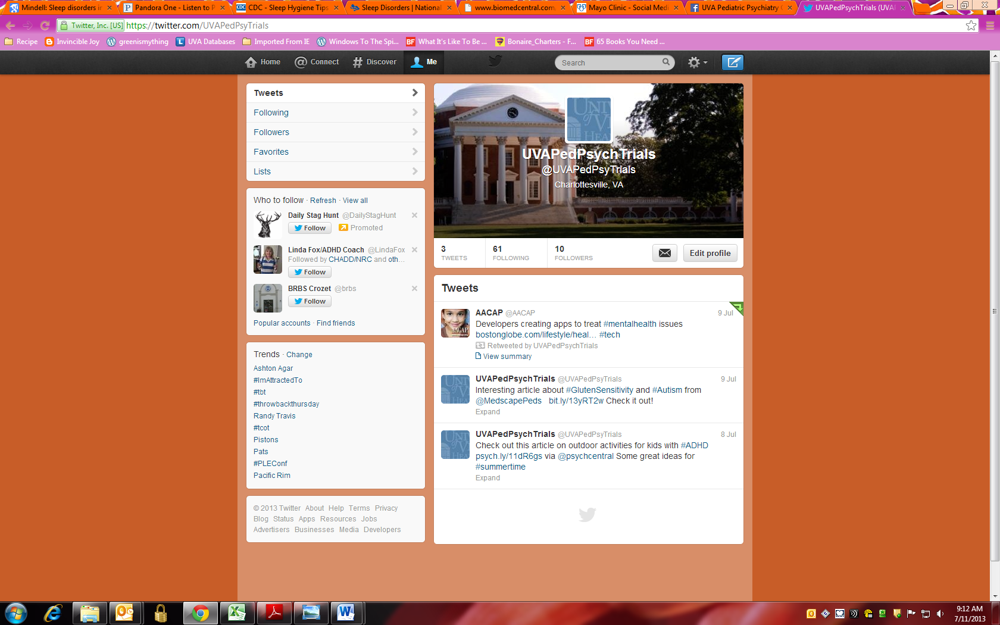 Mindell: Sleep disorders in
Pandora One - Listen to P
CDC - Sleep Hygiene Tips
Sleep Disorders | National
www.biomedcentral.com
Mayo Clinic - Social Medi
UVA Pediatric Psychiatry
UVAPedPsychTrials (UVA
Twitter, Inc. [US] https://twitter.com/UVAPedPsyTrials
Recipe Invincible Joy greenismything UVA Databases Imported From IE Windows To The Spi... What It's Like To Be ... Bonaire_Charters - F... 65 Books You Need ...
Home Connect Discover Me Search
Tweets
Following
Followers
Favorites
Lists
Who to follow · Refresh · View all
Daily Stag Hunt @DailyStagHunt
Follow Promoted
Linda Fox/ADHD Coach @LindaFox
Followed by CHADD/NRC and oth...
Follow
BRBS Crozet @brbs
Follow
Popular accounts · Find friends
Trends · Change
Ashton Agar
#ImAttractedTo
#tbt
#throwbackthursday
Randy Travis
#tcot
Pistons
Pats
#PLEConf
Pacific Rim
© 2013 Twitter About Help Terms Privacy
Blog Status Apps Resources Jobs
Advertisers Businesses Media Developers
UVAPedPsychTrials
@UVAPedPsyTrials
Charlottesville, VA
3 TWEETS
61 FOLLOWING
10 FOLLOWERS
Edit profile
Tweets
AACAP @AACAP 9 Jul
Developers creating apps to treat #mentalhealth issues
bostonglobe.com/lifestyle/heal... #tech
Retweeted by UVAPedPsychTrials
View summary
UVAPedPsychTrials @UVAPedPsyTrials 9 Jul
Interesting article about #GlutenSensitivity and #Autism from
@MedscapePeds bit.ly/13yRT2w Check it out!
Expand
UVAPedPsychTrials @UVAPedPsyTrials 8 Jul
Check out this article on outdoor activities for kids with #ADHD
psych.ly/11dR6gs via @psychcentral Some great ideas for
#summertime
Expand
9:12 AM
7/11/2013